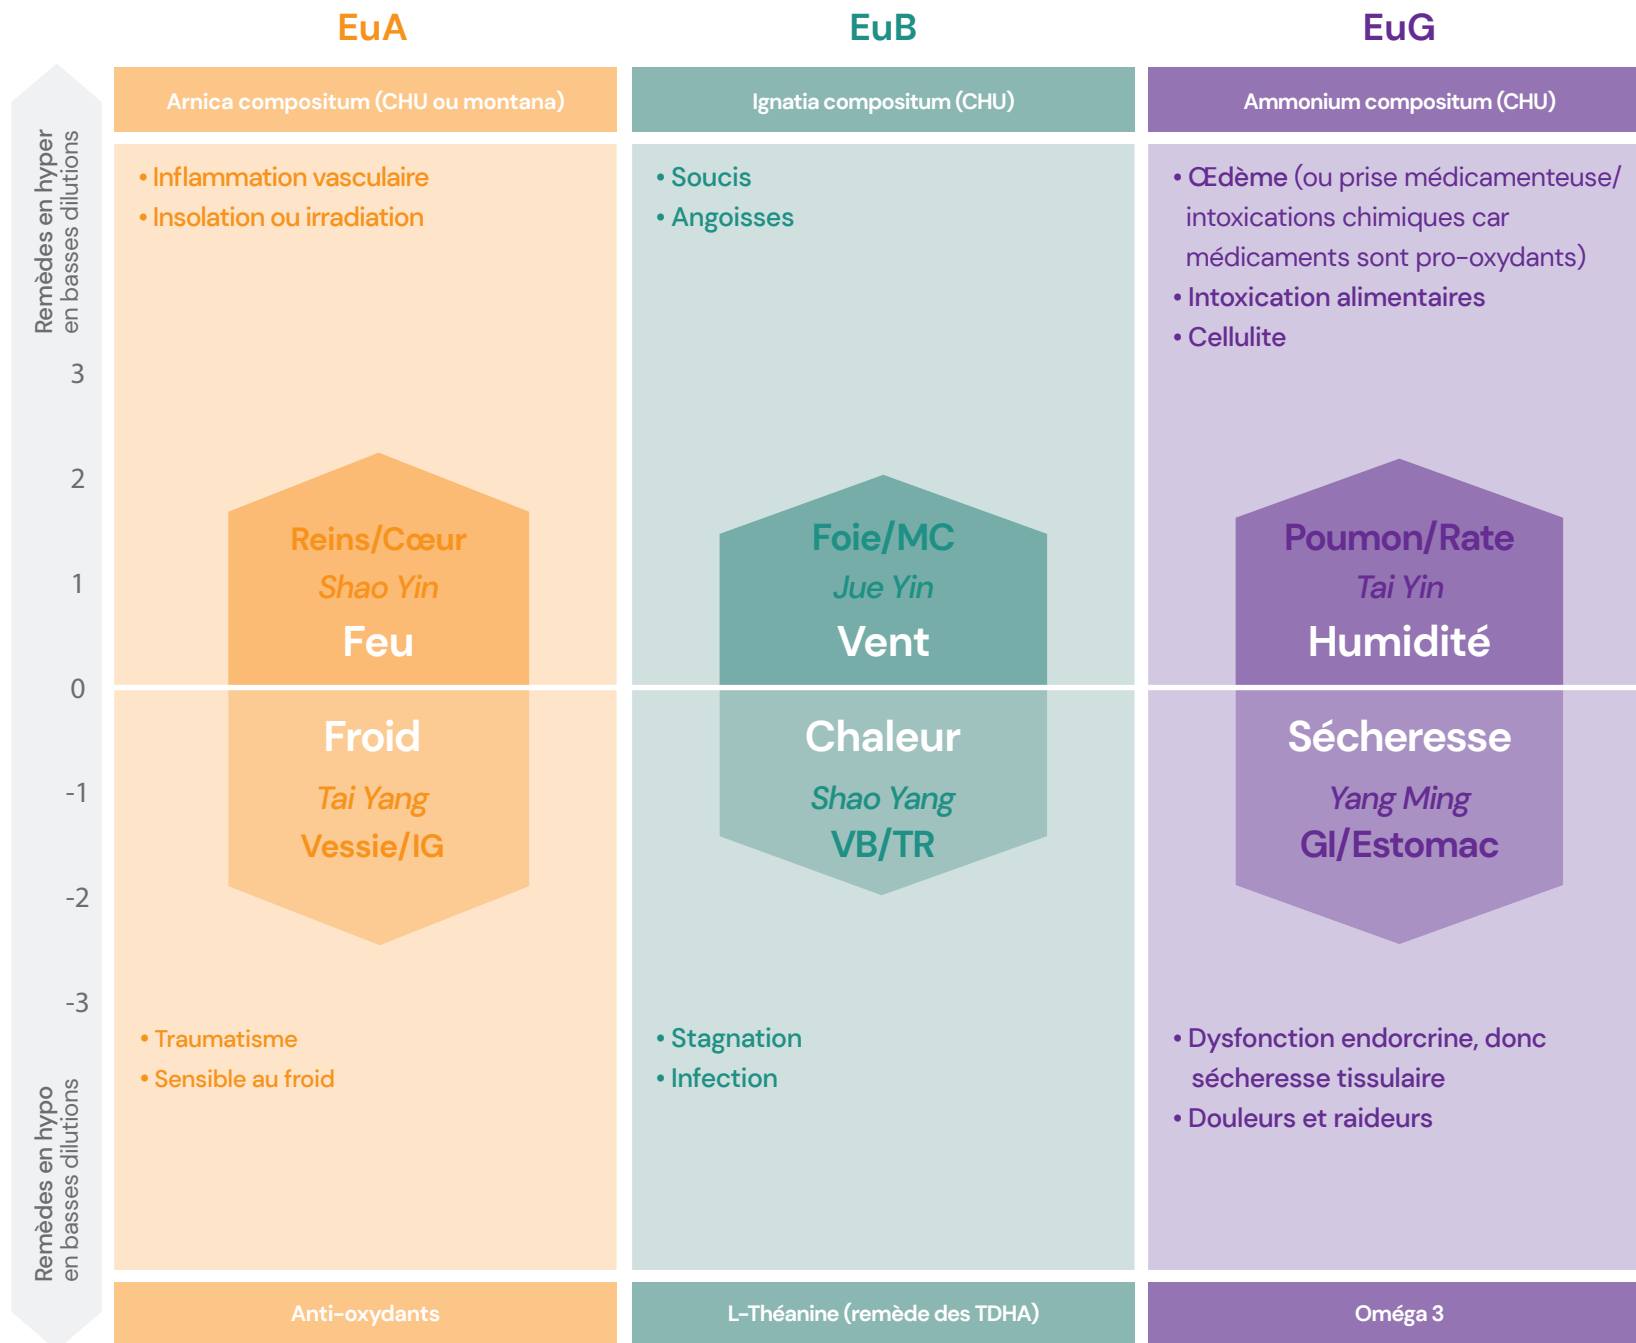 EuA
EuB
EuG
Arnica compositum (CHU ou montana)
Ignatia compositum (CHU)
Ammonium compositum (CHU)
Remèdes en hyper
en basses dilutions
3
2
1
0
-1
-2
-3
Remèdes en hypo
en basses dilutions
• Inflammation vasculaire
• Insolation ou irradiation
Reins/Cœur
Shao Yin
Feu
Froid
Tai Yang
Vessie/IG
• Traumatisme
• Sensible au froid
• Soucis
• Angoisses
Foie/MC
Jue Yin
Vent
Chaleur
Shao Yang
VB/TR
• Stagnation
• Infection
• Œdème (ou prise médicamenteuse/
intoxications chimiques car
médicaments sont pro-oxydants)
• Intoxication alimentaires
• Cellulite
Poumon/Rate
Tai Yin
Humidité
Sécheresse
Yang Ming
GI/Estomac
• Dysfonction endorcrine, donc
sécheresse tissulaire
• Douleurs et raideurs
Anti-oxydants
L-Théanine (remède des TDHA)
Oméga 3